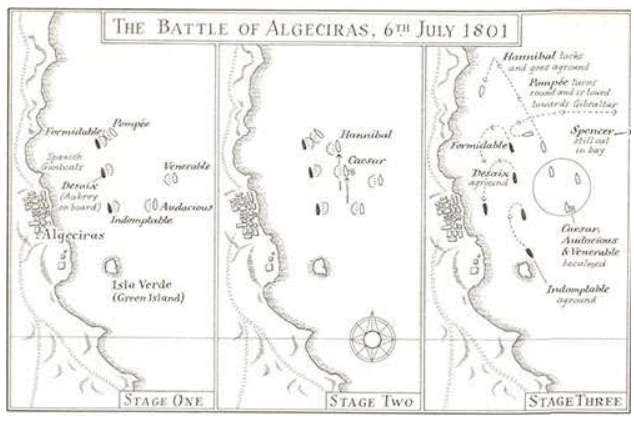 THE BATTLE OF ALGECIRAS, 6TH JULY 1801
Formidable
Pompée
Spanish
Gunboats
Venerable
Desaix
(Aubrey
on board)
Indomptable
Audacious
Algeciras
Isla Verde
(Green Island)
STAGE ONE
Hannibal
Caesar
STAGE TWO
Hannibal tacks
and goes aground
Pompée turns
round and is towed
towards Gibraltar
Formidable
Spencer
still out
in bay
Desaix
aground
Caesar,
Audacious
& Venerable
becalmed
Indomptable
aground
STAGE THREE